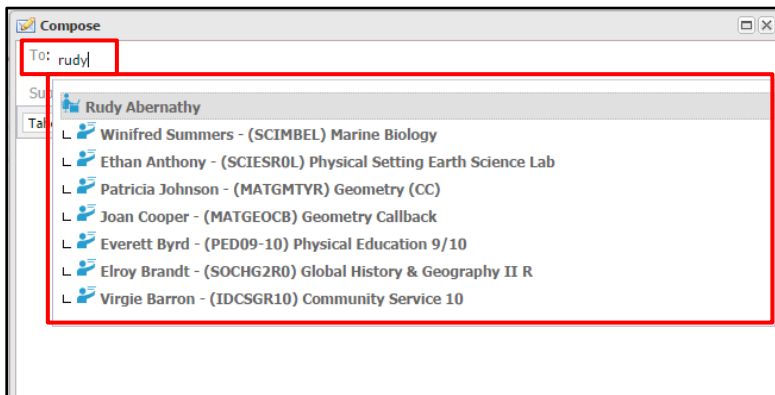 Compose
To: rudy
Su
Rudy Abernathy
Ta
Winifred Summers - (SCIMBEL) Marine Biology
Ethan Anthony - (SCIESR0L) Physical Setting Earth Science Lab
Patricia Johnson - (MATGMTYR) Geometry (CC)
Joan Cooper - (MATGEOCB) Geometry Callback
Everett Byrd - (PED09-10) Physical Education 9/10
Elroy Brandt - (SOCHG2R0) Global History & Geography II R
Virgie Barron - (IDCSGR10) Community Service 10